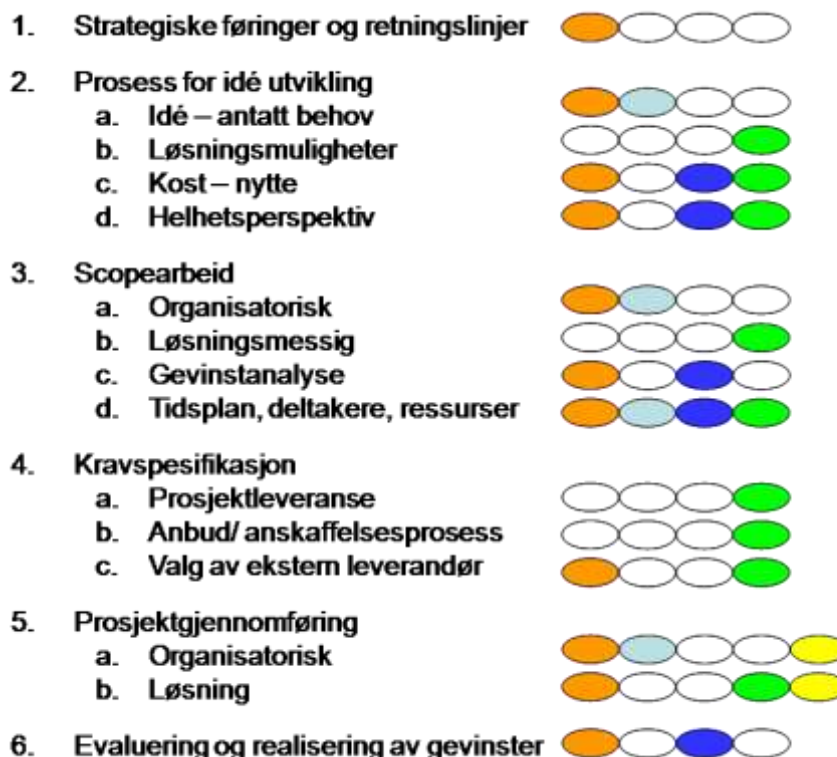 1. Strategiske føringer og retningslinjer
2. Prosess for idé utvikling
a. Idé – antatt behov
b. Løsningsmuligheter
c. Kost – nytte
d. Helhetsperspektiv
3. Scopearbeid
a. Organisatorisk
b. Løsningsmessig
c. Gevinstanalyse
d. Tidsplan, deltakere, ressurser
4. Kravspesifikasjon
a. Prosjektleveranse
b. Anbud/ anskaffelsesprosess
c. Valg av ekstern leverandør
5. Prosjektgjennomføring
a. Organisatorisk
b. Løsning
6. Evaluering og realisering av gevinster